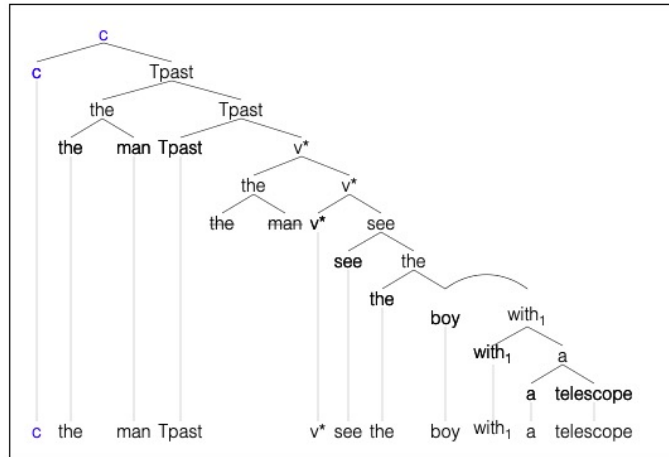 c
c Tpast
the Tpast
the man Tpast v*
the v*
the man v* see
see the
the
boy with₁
with₁ a
a telescope
c the man Tpast v* see the boy with₁ a telescope